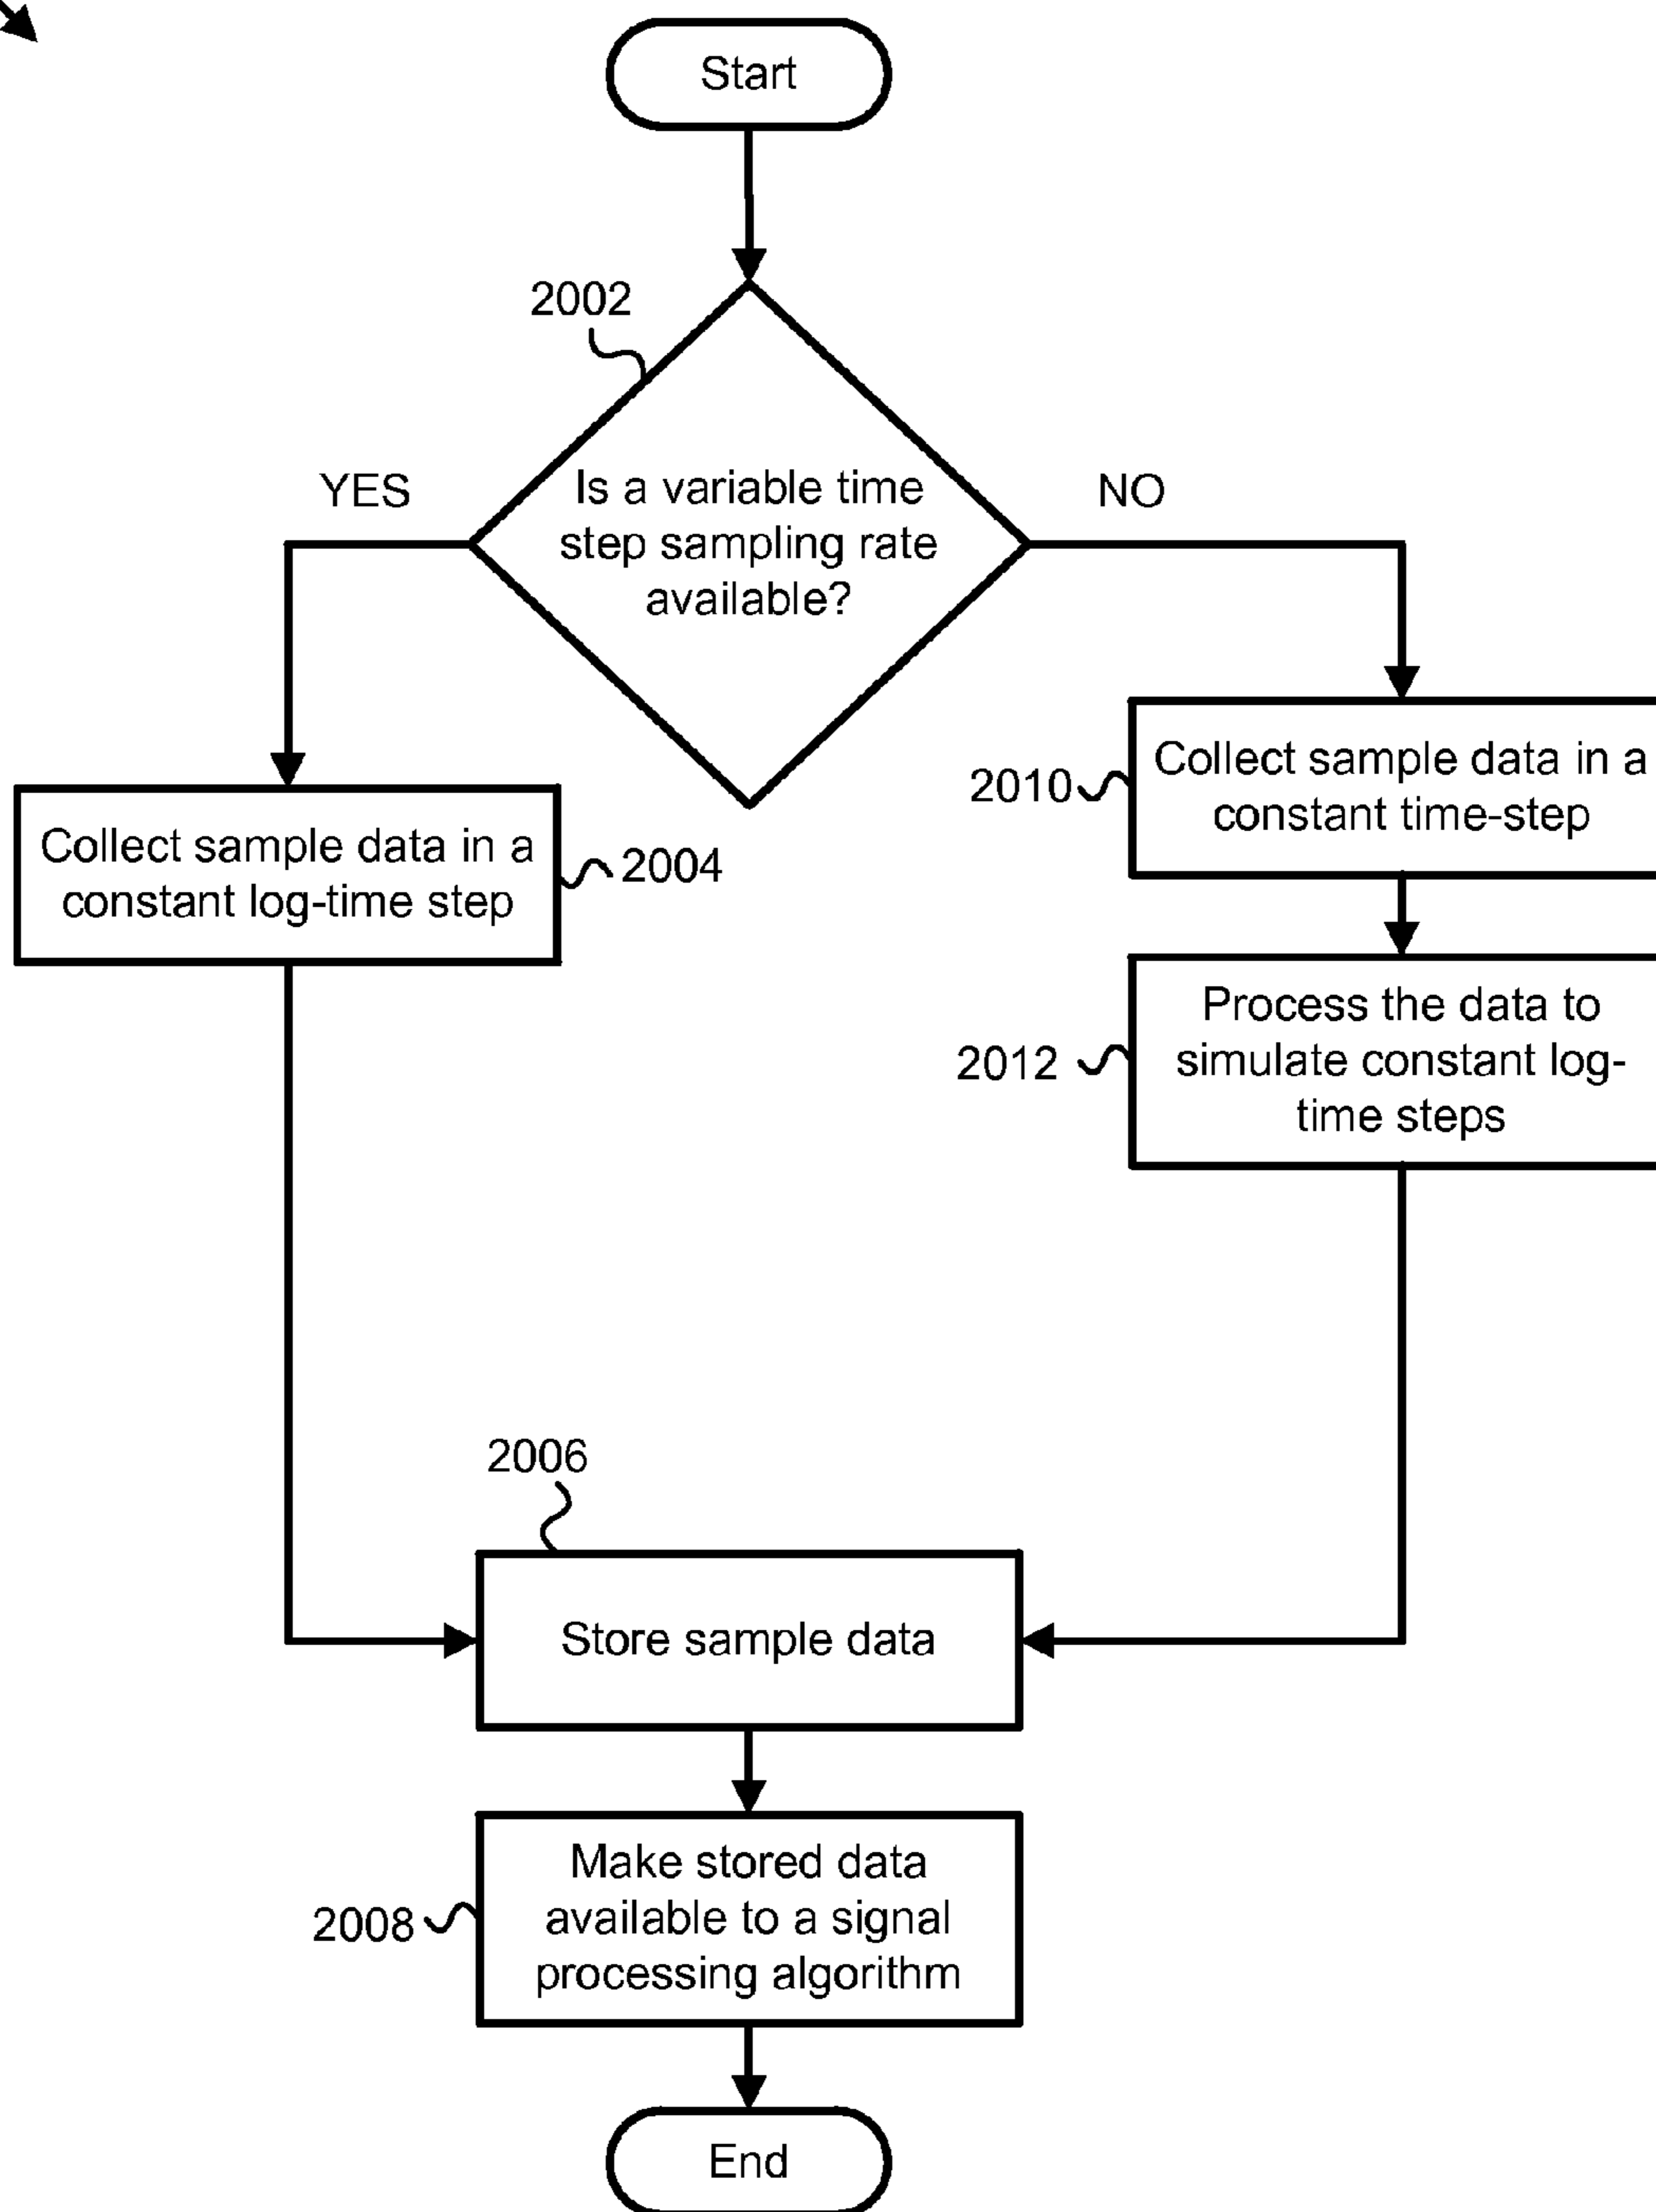 Start
2002
YES
Is a variable time
step sampling rate
available?
NO
Collect sample data in a
constant log-time step
2004
2010
Collect sample data in a
constant time-step
2012
Process the data to
simulate constant log-
time steps
2006
Store sample data
2008
Make stored data
available to a signal
processing algorithm
End